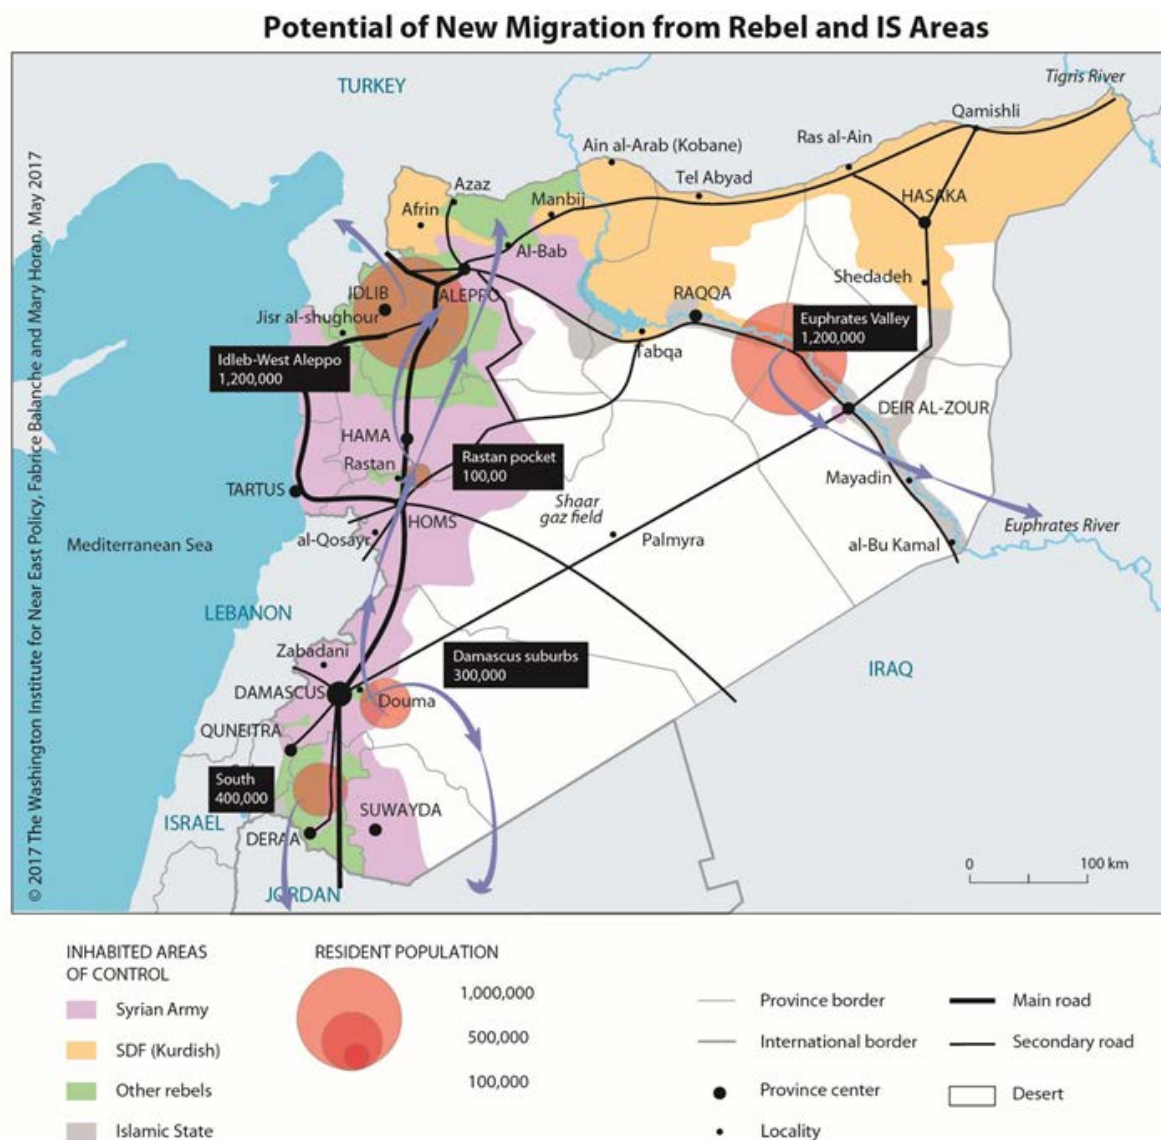 Potential of New Migration from Rebel and IS Areas
© 2017 The Washington Institute for Near East Policy, Fabrice Balanche and Mary Horan, May 2017
TURKEY
Tigris River
Qamishli
Ras al-Ain
Ain al-Arab (Kobane)
Tel Abyad
HASAKA
Azaz
Afrin
Manbij
Al-Bab
Shedadeh
IDLIB
ALEPPO
RAQQA
Jisr al-shughour
Euphrates Valley
1,200,000
Tabqa
Idleb-West Aleppo
1,200,000
DEIR AL-ZOUR
HAMA
Rastan
Rastan pocket
100,00
Mayadin
TARTUS
Shaar
gaz field
HOMS
Euphrates River
al-Qosayr
Palmyra
al-Bu Kamal
Mediterranean Sea
LEBANON
Zabadani
Damascus suburbs
300,000
IRAQ
DAMASCUS
Douma
QUNEITRA
South
400,000
SUWAYDA
ISRAEL
DERAA
JORDAN
0 100 km
INHABITED AREAS
OF CONTROL
Syrian Army
SDF (Kurdish)
Other rebels
Islamic State
RESIDENT POPULATION
1,000,000
500,000
100,000
Province border
International border
Province center
Locality
Main road
Secondary road
Desert